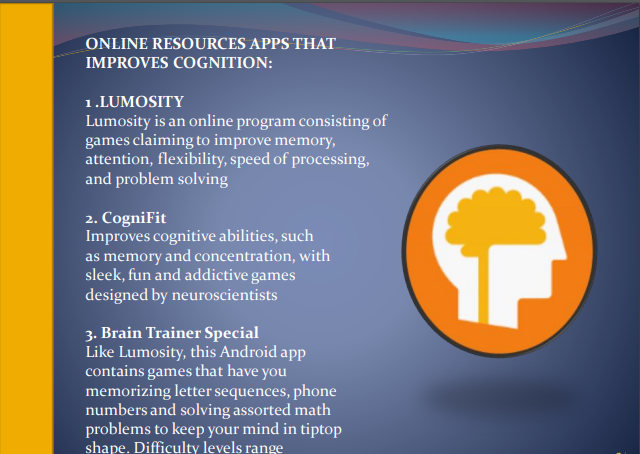 ONLINE RESOURCES APPS THAT
IMPROVES COGNITION:
1 .LUMOSITY
Lumosity is an online program consisting of
games claiming to improve memory,
attention, flexibility, speed of processing,
and problem solving
2. CogniFit
Improves cognitive abilities, such
as memory and concentration, with
sleek, fun and addictive games
designed by neuroscientists
3. Brain Trainer Special
Like Lumosity, this Android app
contains games that have you
memorizing letter sequences, phone
numbers and solving assorted math
problems to keep your mind in tiptop
shape. Difficulty levels range